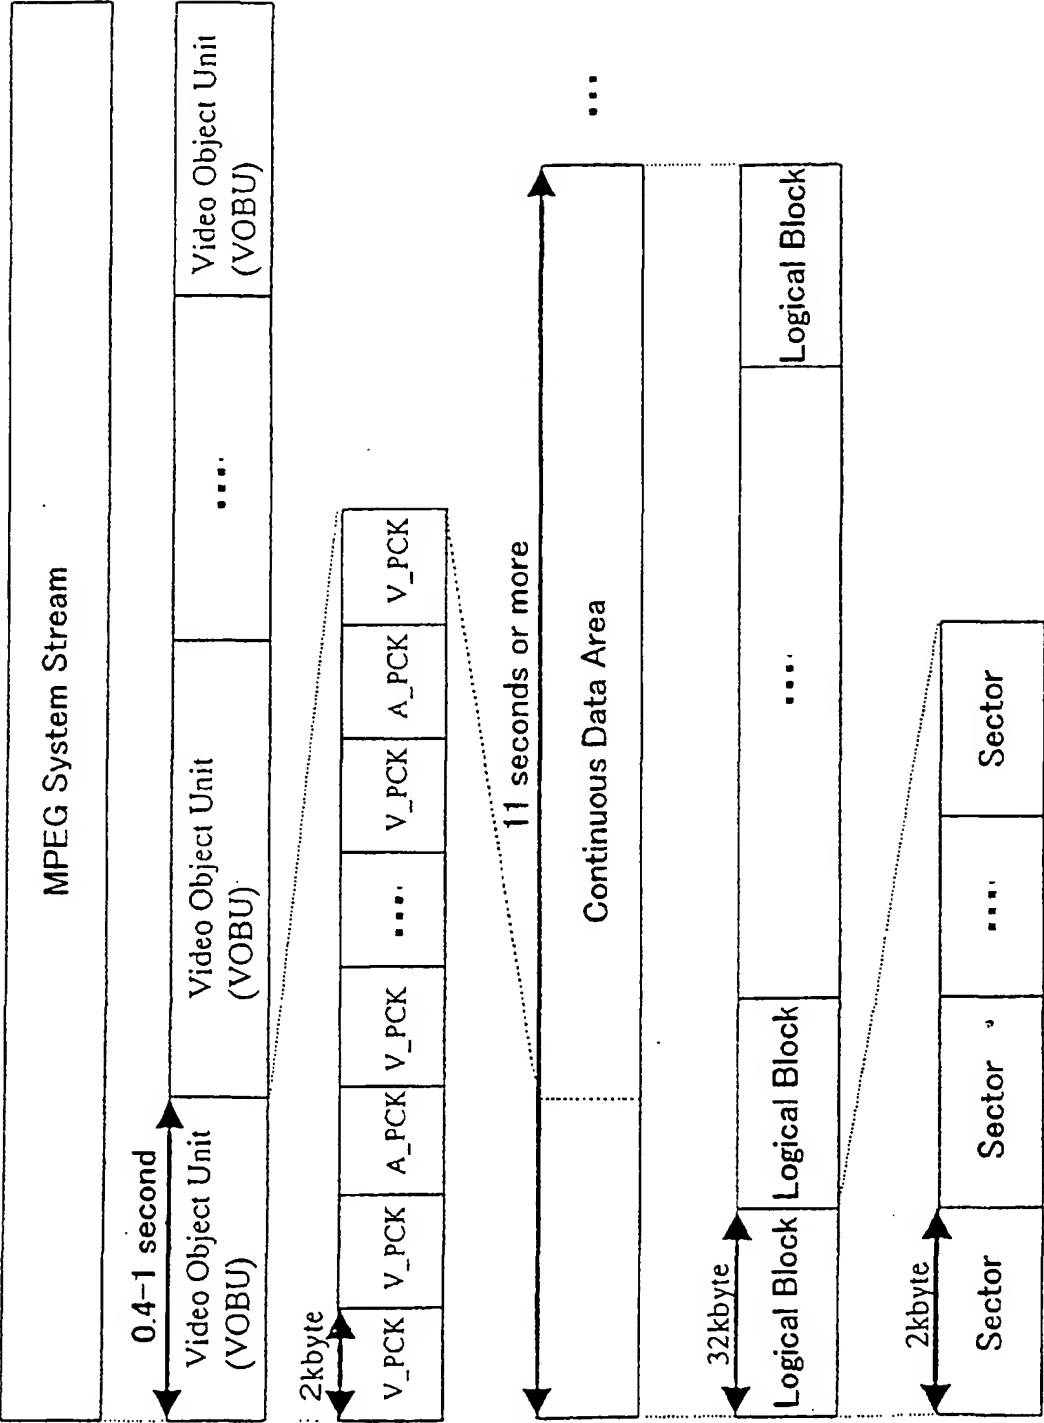 MPEG System Stream
0.4–1 second
Video Object Unit
(VOBU)
Video Object Unit
(VOBU)
....
Video Object Unit
(VOBU)
2kbyte
V_PCK
V_PCK
A_PCK
V_PCK
....
V_PCK
A_PCK
V_PCK
11 seconds or more
Continuous Data Area
...
32kbyte
Logical Block
Logical Block
....
Logical Block
2kbyte
Sector
Sector
....
Sector